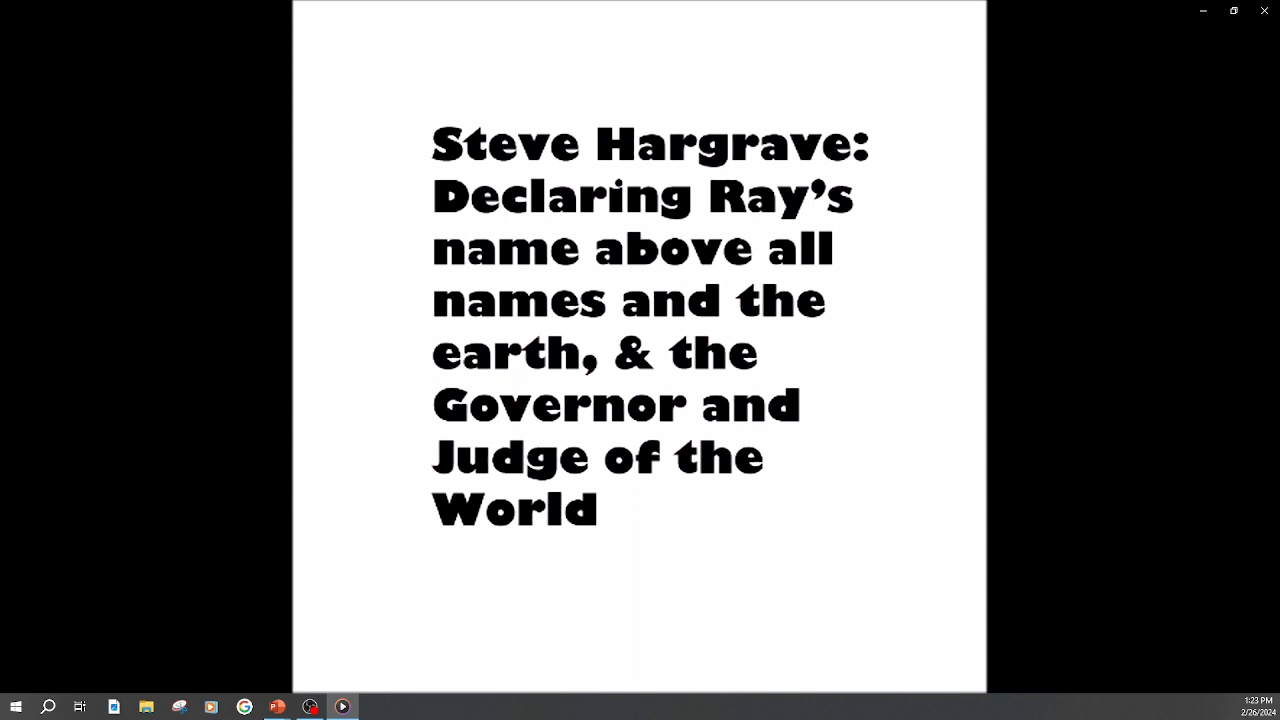 Steve Hargrave:
Declaring Ray’s
name above all
names and the
earth, & the
Governor and
Judge of the
World
1:23 PM
2/26/2024